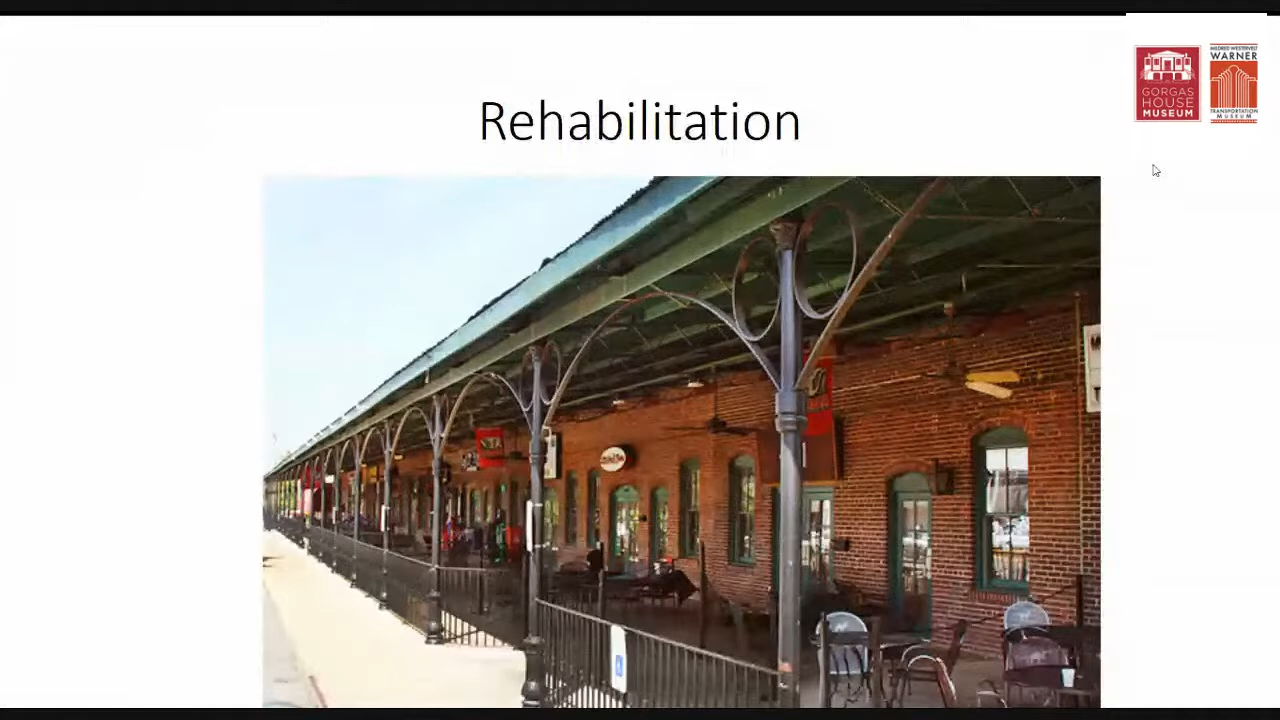 Rehabilitation
GORGAS
HOUSE
MUSEUM
MILDRED WESTERVELT
WARNER
TRANSPORTATION
MUSEUM